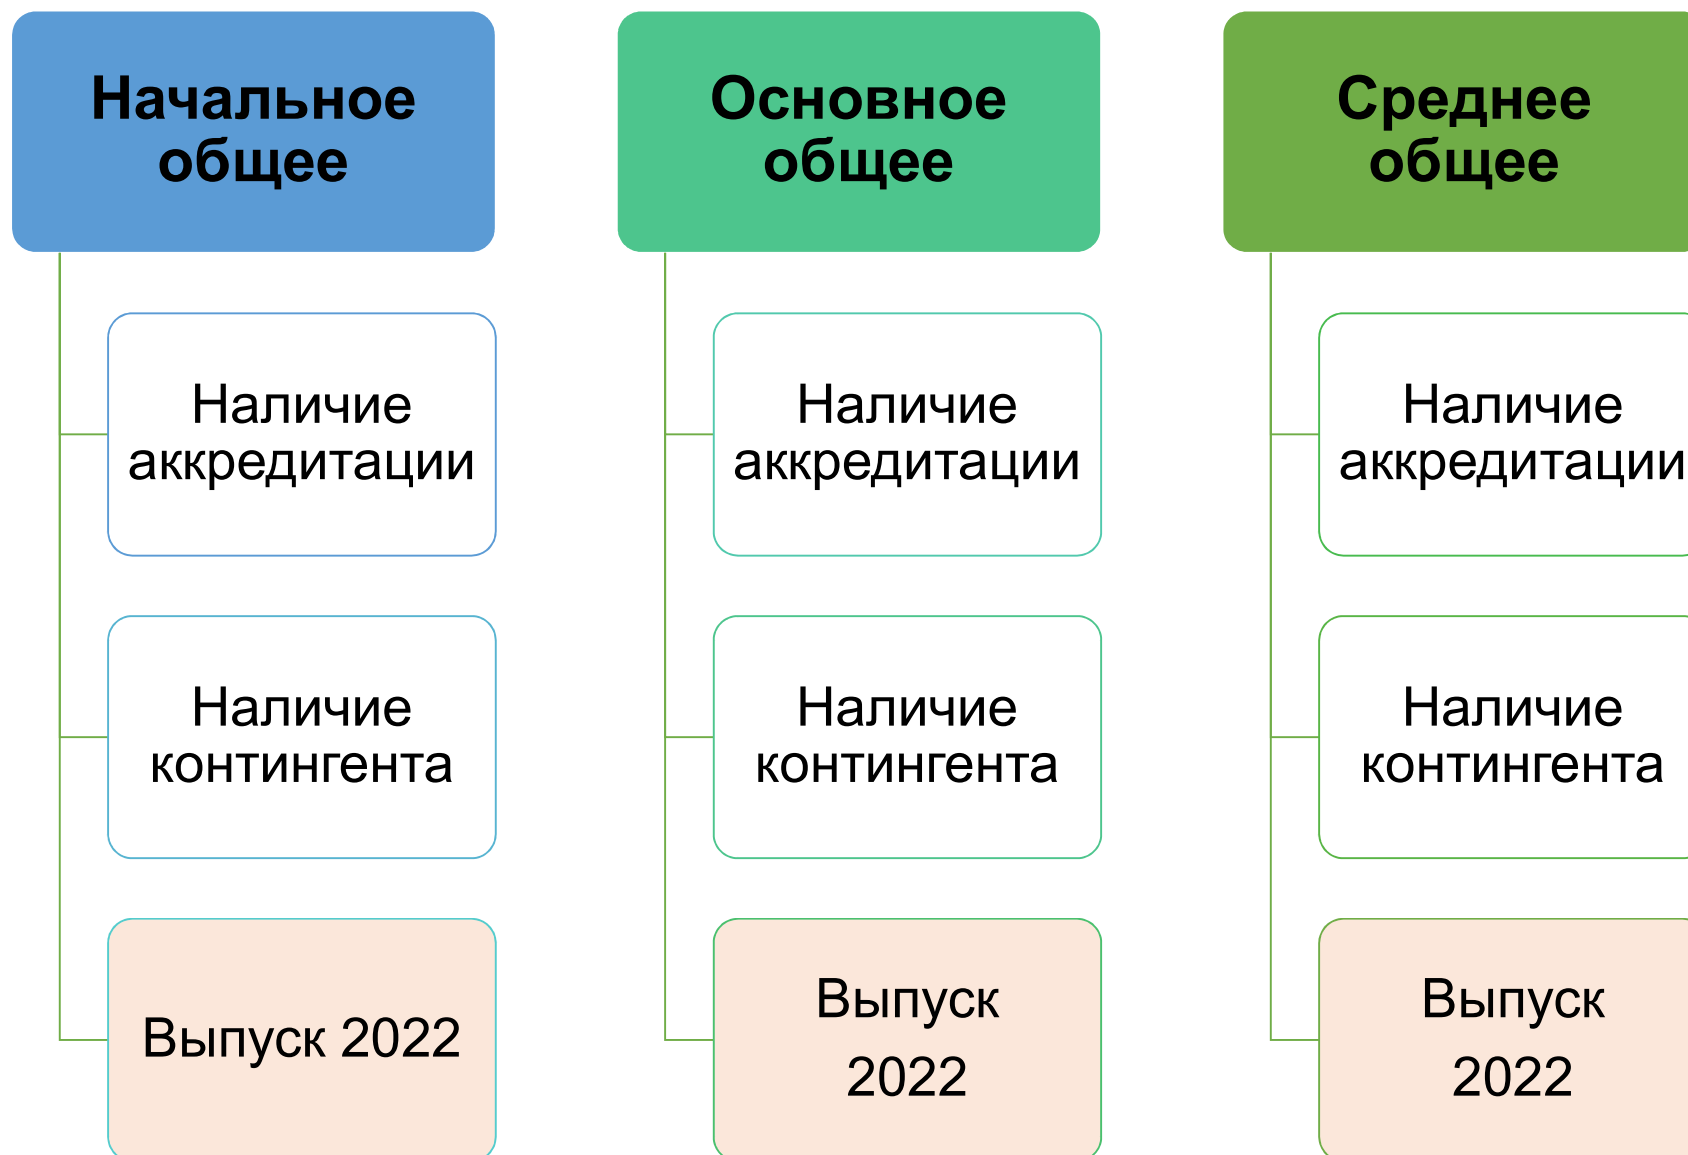 Начальное
общее
Наличие
аккредитации
Наличие
контингента
Выпуск 2022
Основное
общее
Наличие
аккредитации
Наличие
контингента
Выпуск
2022
Среднее
общее
Наличие
аккредитации
Наличие
контингента
Выпуск
2022